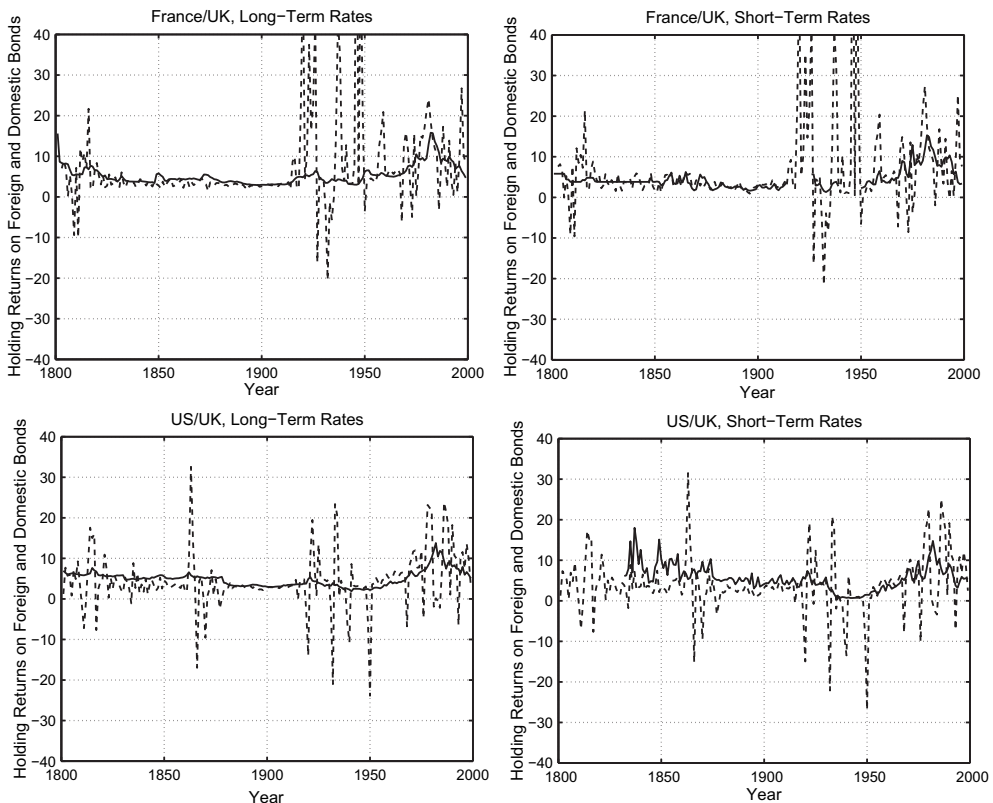 France/UK, Long−Term Rates
Holding Returns on Foreign and Domestic Bonds
40
30
20
10
0
−10
−20
−30
−40
1800 1850 1900 1950 2000
Year
France/UK, Short−Term Rates
Holding Returns on Foreign and Domestic Bonds
40
30
20
10
0
−10
−20
−30
−40
1800 1850 1900 1950 2000
Year
US/UK, Long−Term Rates
Holding Returns on Foreign and Domestic Bonds
40
30
20
10
0
−10
−20
−30
−40
1800 1850 1900 1950 2000
Year
US/UK, Short−Term Rates
Holding Returns on Foreign and Domestic Bonds
40
30
20
10
0
−10
−20
−30
−40
1800 1850 1900 1950 2000
Year